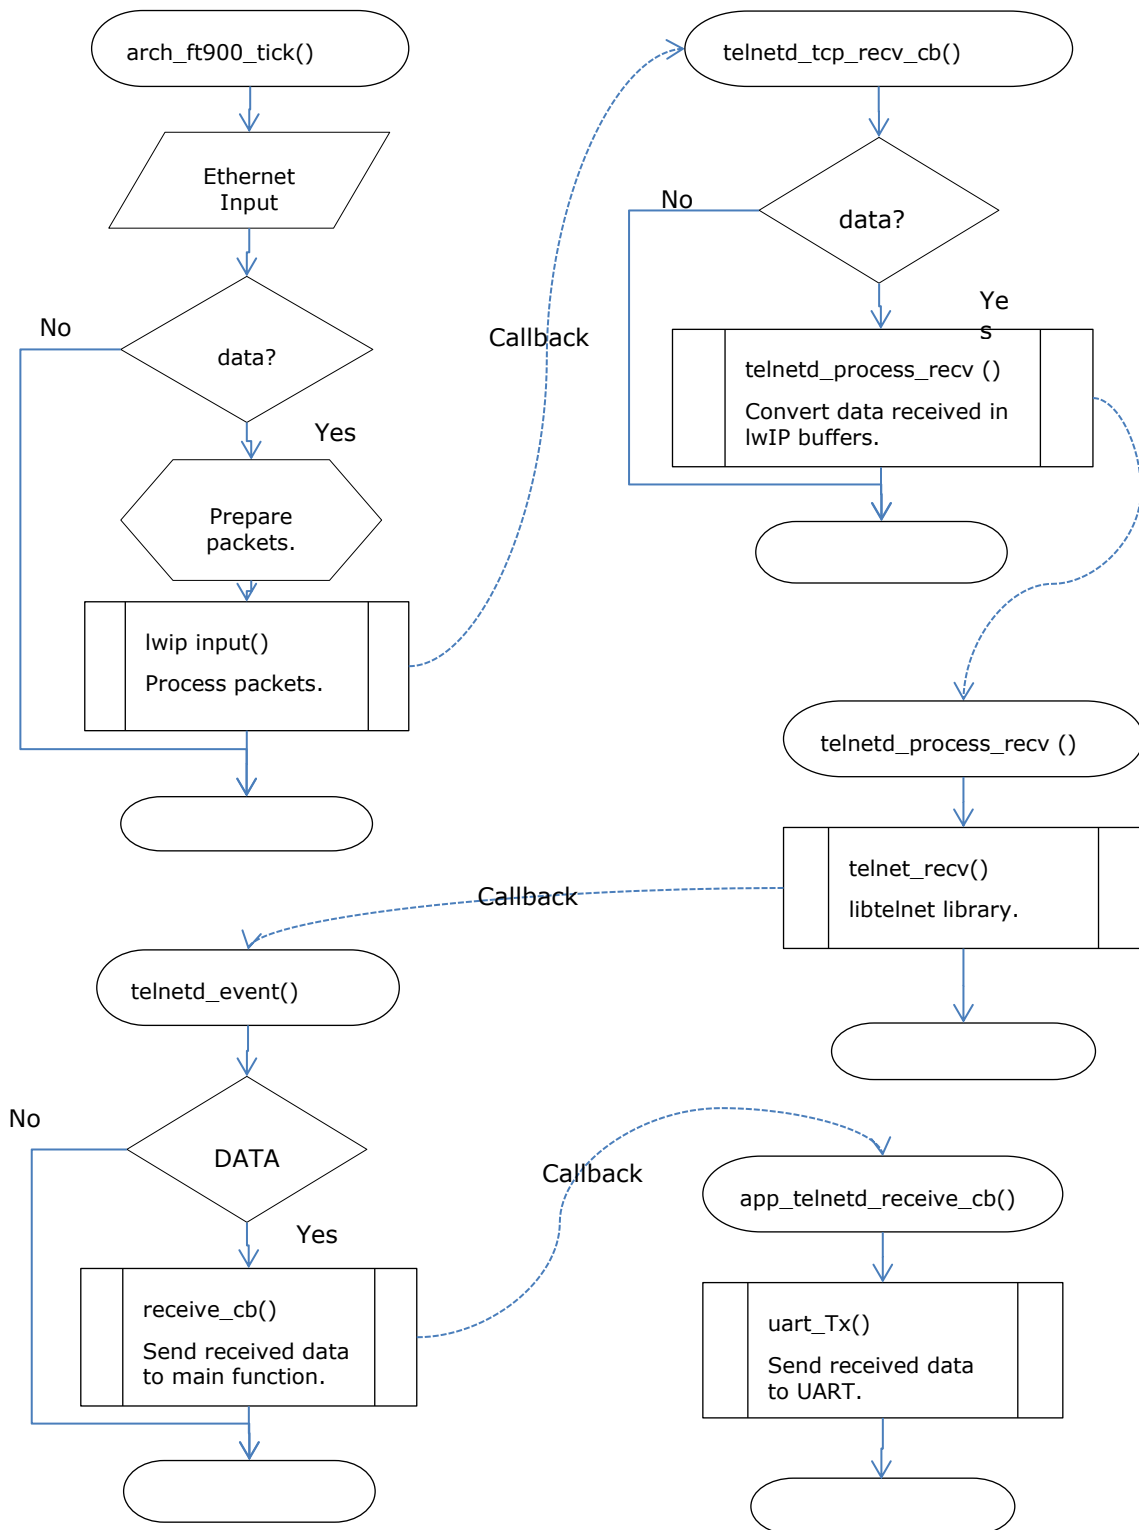 arch_ft900_tick()
Ethernet
Input
data?
No
Yes
Prepare
packets.
lwip input()
Process packets.
Callback
telnetd_tcp_recv_cb()
data?
No
Ye
s
telnetd_process_recv ()
Convert data received in
lwIP buffers.
telnetd_process_recv ()
telnet_recv()
libtelnet library.
Callback
telnetd_event()
DATA
No
Yes
receive_cb()
Send received data
to main function.
Callback
app_telnetd_receive_cb()
uart_Tx()
Send received data
to UART.